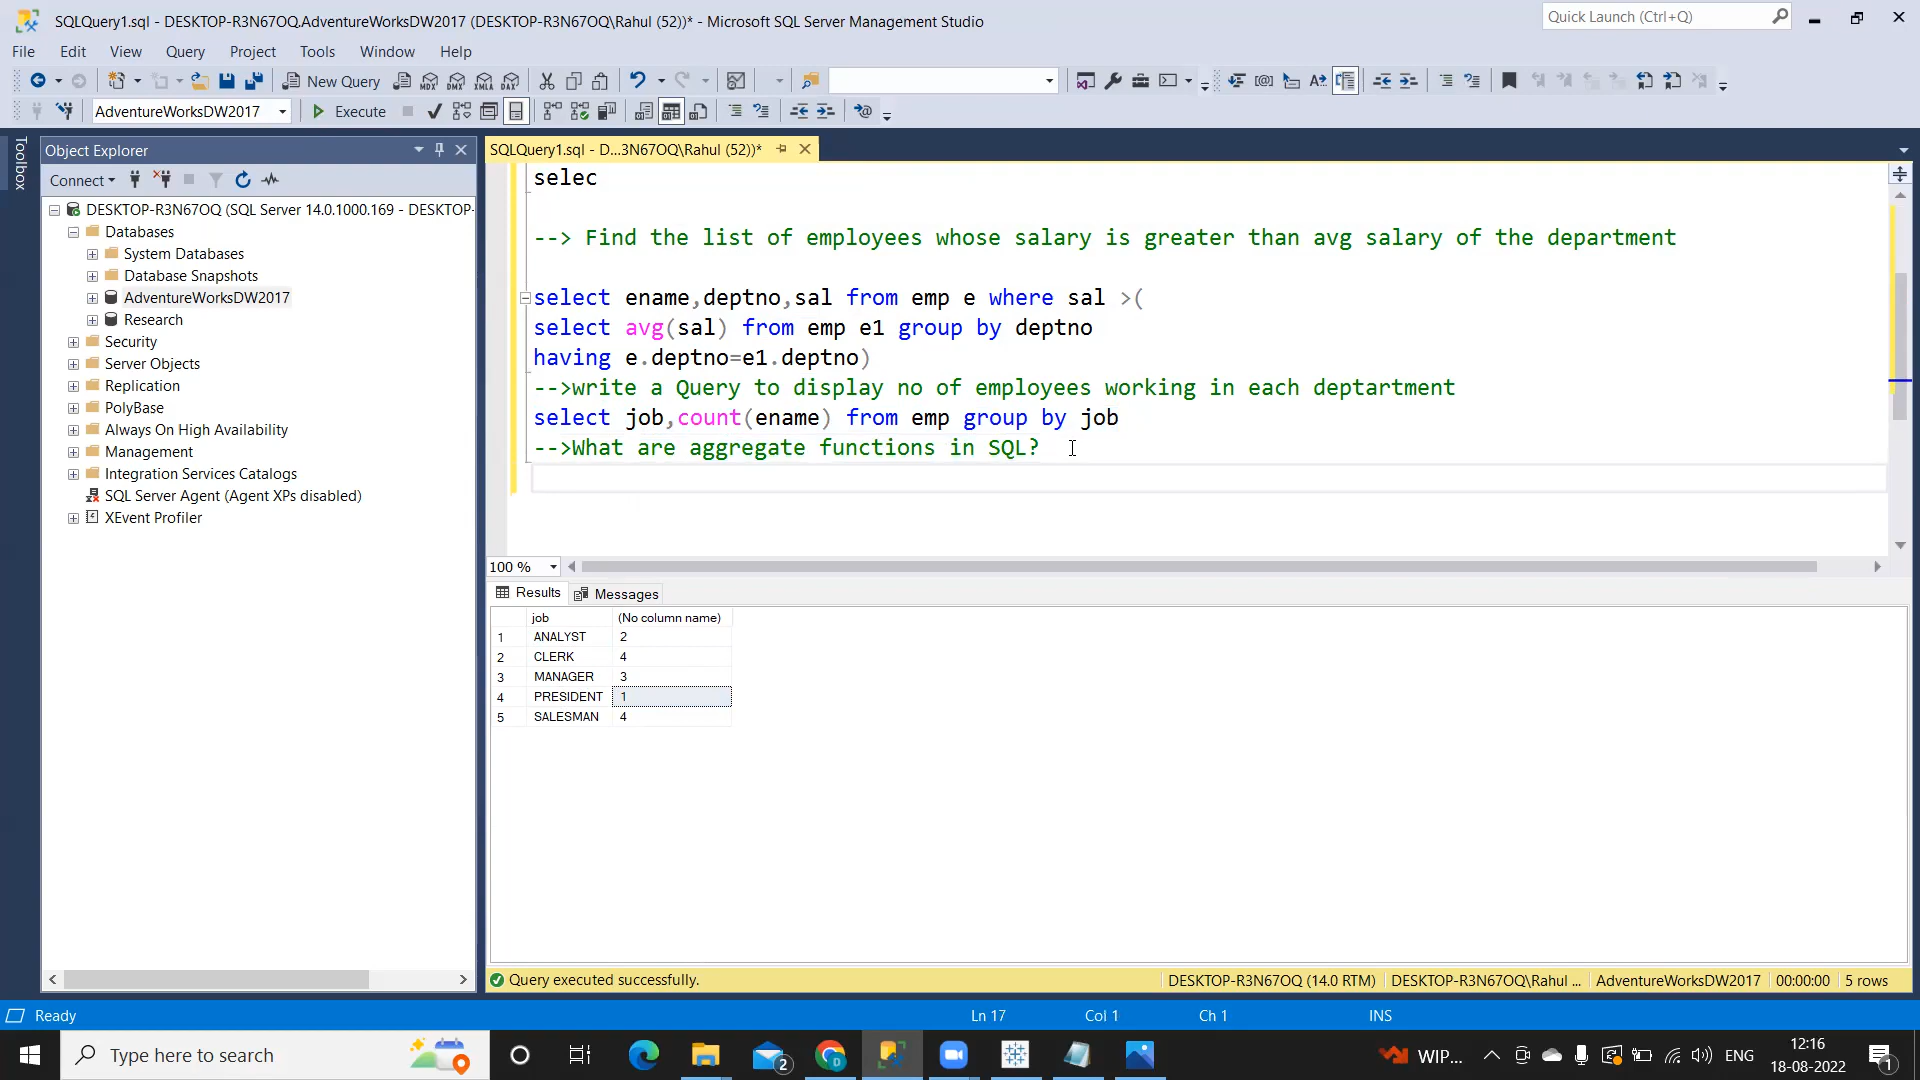 SQLQuery1.sql - DESKTOP-R3N67OQ.AdventureWorksDW2017 (DESKTOP-R3N67OQ\Rahul (52))* - Microsoft SQL Server Management Studio
Quick Launch (Ctrl+Q)
File Edit View Query Project Tools Window Help
New Query
MDX DMX XMLA DAX
AdventureWorksDW2017
Execute
Toolbox
Object Explorer
Connect
DESKTOP-R3N67OQ (SQL Server 14.0.1000.169 - DESKTOP-
Databases
System Databases
Database Snapshots
AdventureWorksDW2017
Research
Security
Server Objects
Replication
PolyBase
Always On High Availability
Management
Integration Services Catalogs
SQL Server Agent (Agent XPs disabled)
XEvent Profiler
SQLQuery1.sql - D...3N67OQ\Rahul (52))*
selec
--> Find the list of employees whose salary is greater than avg salary of the department
select ename,deptno,sal from emp e where sal >(
select avg(sal) from emp e1 group by deptno
having e.deptno=e1.deptno)
-->write a Query to display no of employees working in each deptartment
select job,count(ename) from emp group by job
-->What are aggregate functions in SQL?
100 %
Results Messages
job (No column name)
1 ANALYST 2
2 CLERK 4
3 MANAGER 3
4 PRESIDENT 1
5 SALESMAN 4
Query executed successfully.
DESKTOP-R3N67OQ (14.0 RTM) DESKTOP-R3N67OQ\Rahul ... AdventureWorksDW2017 00:00:00 5 rows
Ready
Ln 17 Col 1 Ch 1 INS
Type here to search
2
D
WIP...
ENG
12:16
18-08-2022
1